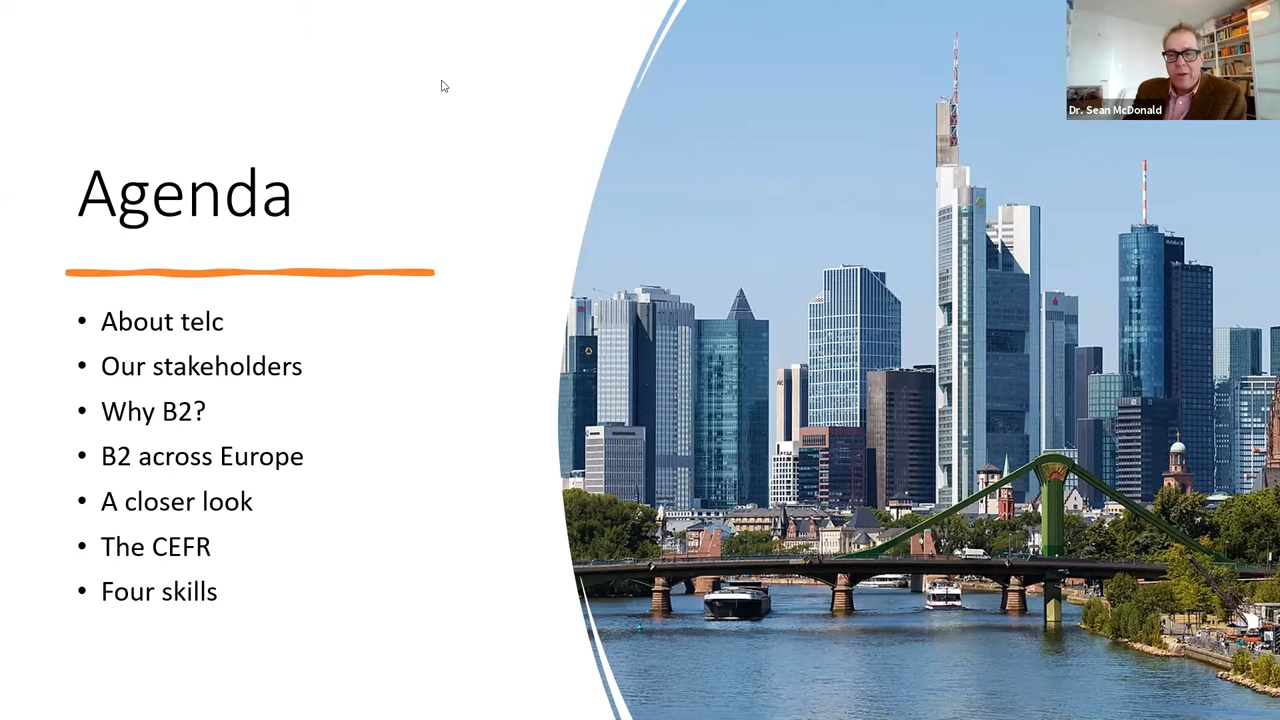 Agenda
• About telc
• Our stakeholders
• Why B2?
• B2 across Europe
• A closer look
• The CEFR
• Four skills
Dr. Sean McDonald